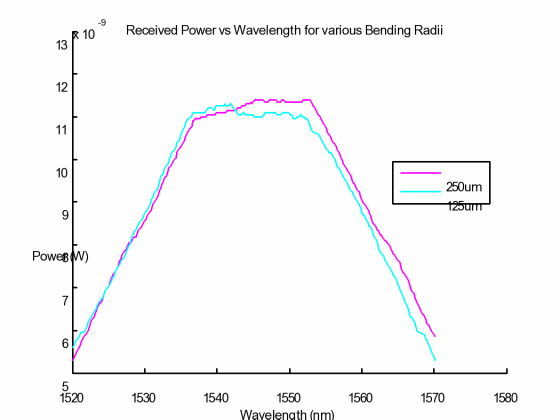 x 10 -9
Received Power vs Wavelength for various Bending Radii
13
12
11
10
9
8
7
6
5
Power (W)
250um
125um
1520 1530 1540 1550 1560 1570 1580
Wavelength (nm)